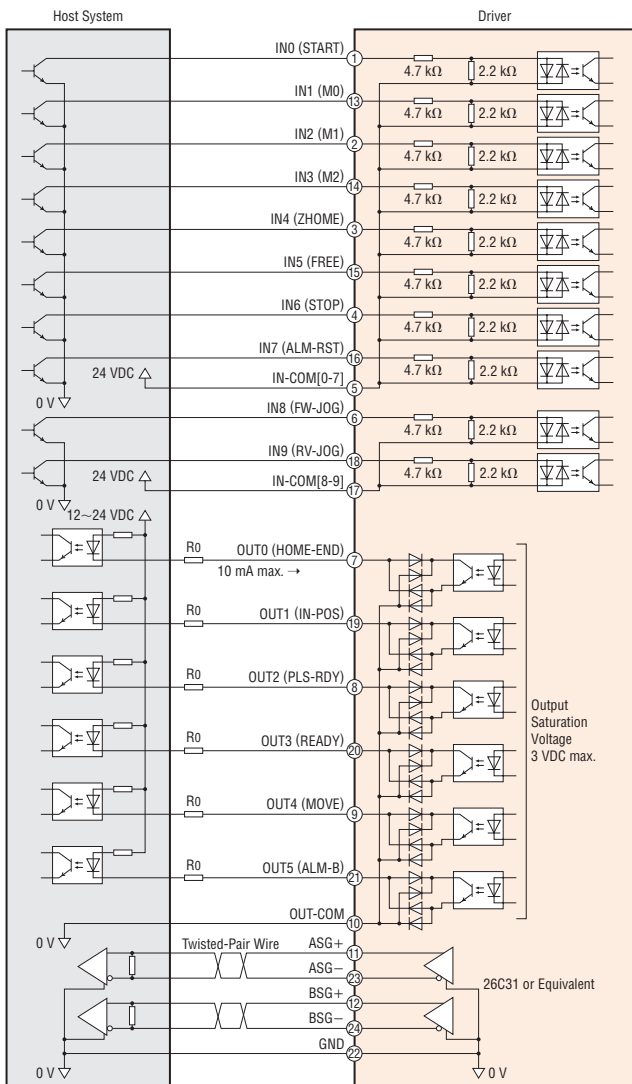 Host System
Driver
IN0 (START)
1
4.7 kΩ
2.2 kΩ
IN1 (M0)
13
4.7 kΩ
2.2 kΩ
IN2 (M1)
2
4.7 kΩ
2.2 kΩ
IN3 (M2)
14
4.7 kΩ
2.2 kΩ
IN4 (ZHOME)
3
4.7 kΩ
2.2 kΩ
IN5 (FREE)
15
4.7 kΩ
2.2 kΩ
IN6 (STOP)
4
4.7 kΩ
2.2 kΩ
IN7 (ALM-RST)
16
4.7 kΩ
2.2 kΩ
24 VDC
IN-COM[0-7]
5
0 V
IN8 (FW-JOG)
6
4.7 kΩ
2.2 kΩ
IN9 (RV-JOG)
18
4.7 kΩ
2.2 kΩ
24 VDC
IN-COM[8-9]
17
0 V
12~24 VDC
R0
OUT0 (HOME-END)
7
10 mA max. →
R0
OUT1 (IN-POS)
19
R0
OUT2 (PLS-RDY)
8
R0
OUT3 (READY)
20
R0
OUT4 (MOVE)
9
R0
OUT5 (ALM-B)
21
Output
Saturation
Voltage
3 VDC max.
OUT-COM
10
0 V
Twisted-Pair Wire
ASG+
11
ASG−
23
26C31 or Equivalent
BSG+
12
BSG−
24
GND
22
0 V
0 V